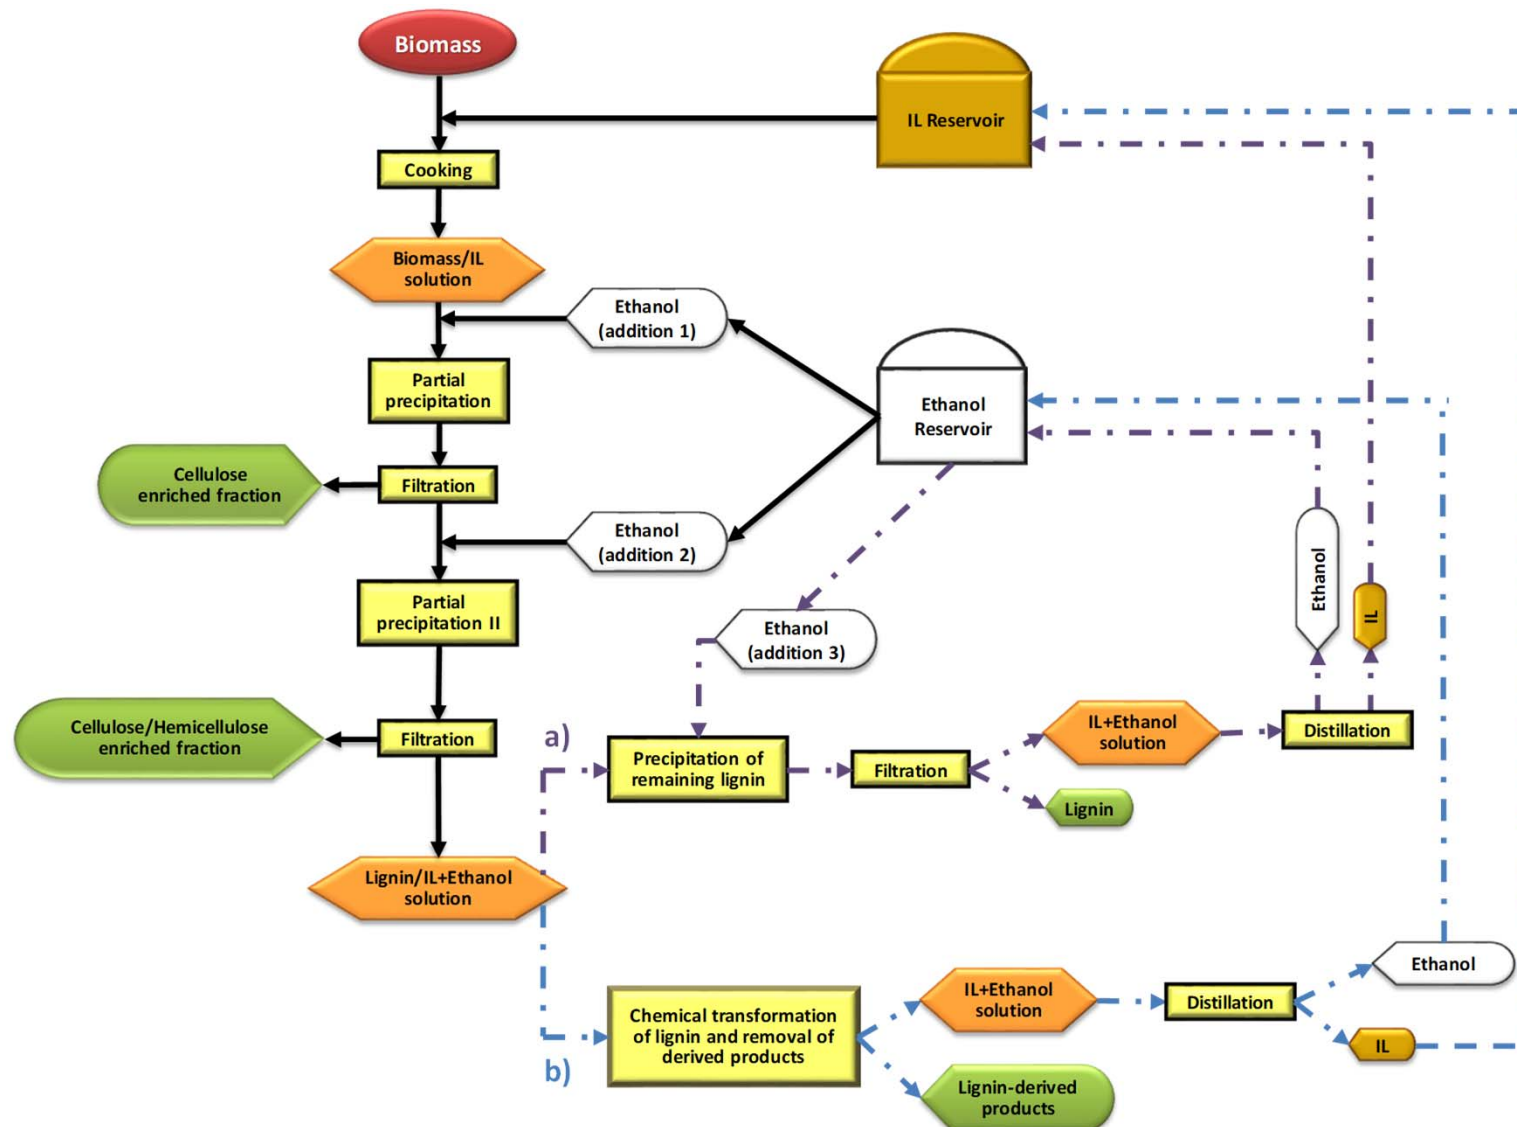 Biomass
IL Reservoir
Cooking
Biomass/IL
solution
Ethanol
(addition 1)
Partial
precipitation
Ethanol
Reservoir
Cellulose
enriched fraction
Filtration
Ethanol
(addition 2)
Ethanol
IL
Partial
precipitation II
Ethanol
(addition 3)
Cellulose/Hemicellulose
enriched fraction
Filtration
a)
Precipitation of
remaining lignin
Filtration
IL+Ethanol
solution
Distillation
Lignin
Lignin/IL+Ethanol
solution
b)
Chemical transformation
of lignin and removal of
derived products
IL+Ethanol
solution
Distillation
Ethanol
IL
Lignin-derived
products